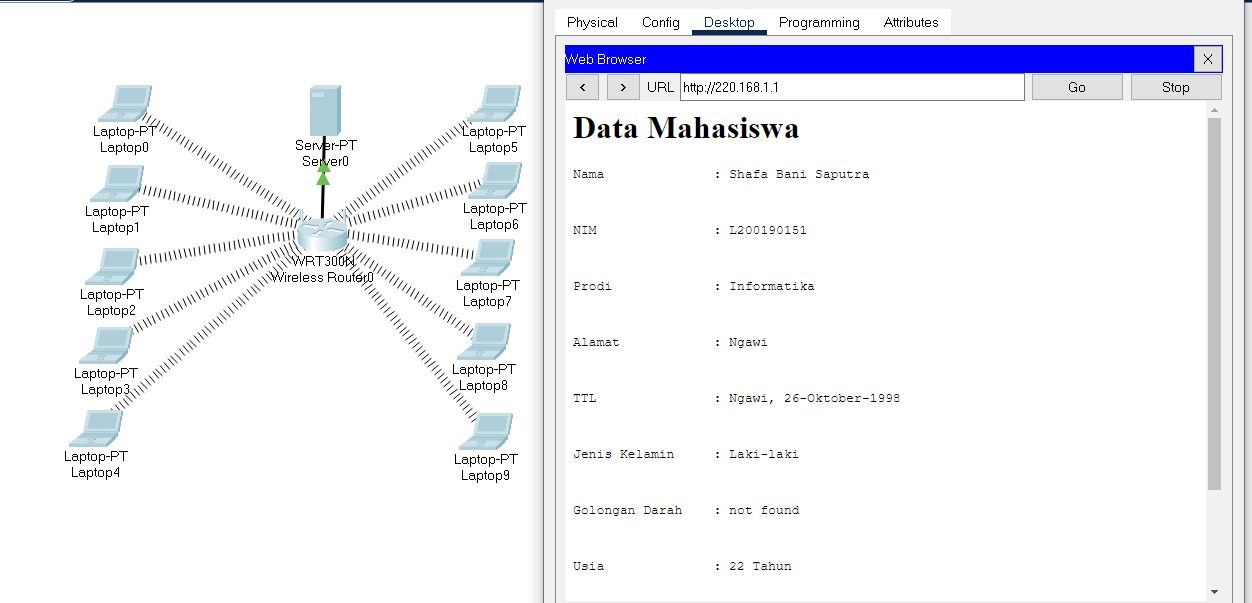 Physical Config Desktop Programming Attributes
Web Browser X
< > URL http://220.168.1.1 Go Stop
Data Mahasiswa
Nama : Shafa Bani Saputra
NIM : L200190151
Prodi : Informatika
Alamat : Ngawi
TTL : Ngawi, 26-Oktober-1998
Jenis Kelamin : Laki-laki
Golongan Darah : not found
Usia : 22 Tahun
Laptop-PT
Laptop0
Laptop-PT
Laptop1
Laptop-PT
Laptop2
Laptop-PT
Laptop3
Laptop-PT
Laptop4
Server-PT
Server0
WRT300N
Wireless Router0
Laptop-PT
Laptop5
Laptop-PT
Laptop6
Laptop-PT
Laptop7
Laptop-PT
Laptop8
Laptop-PT
Laptop9